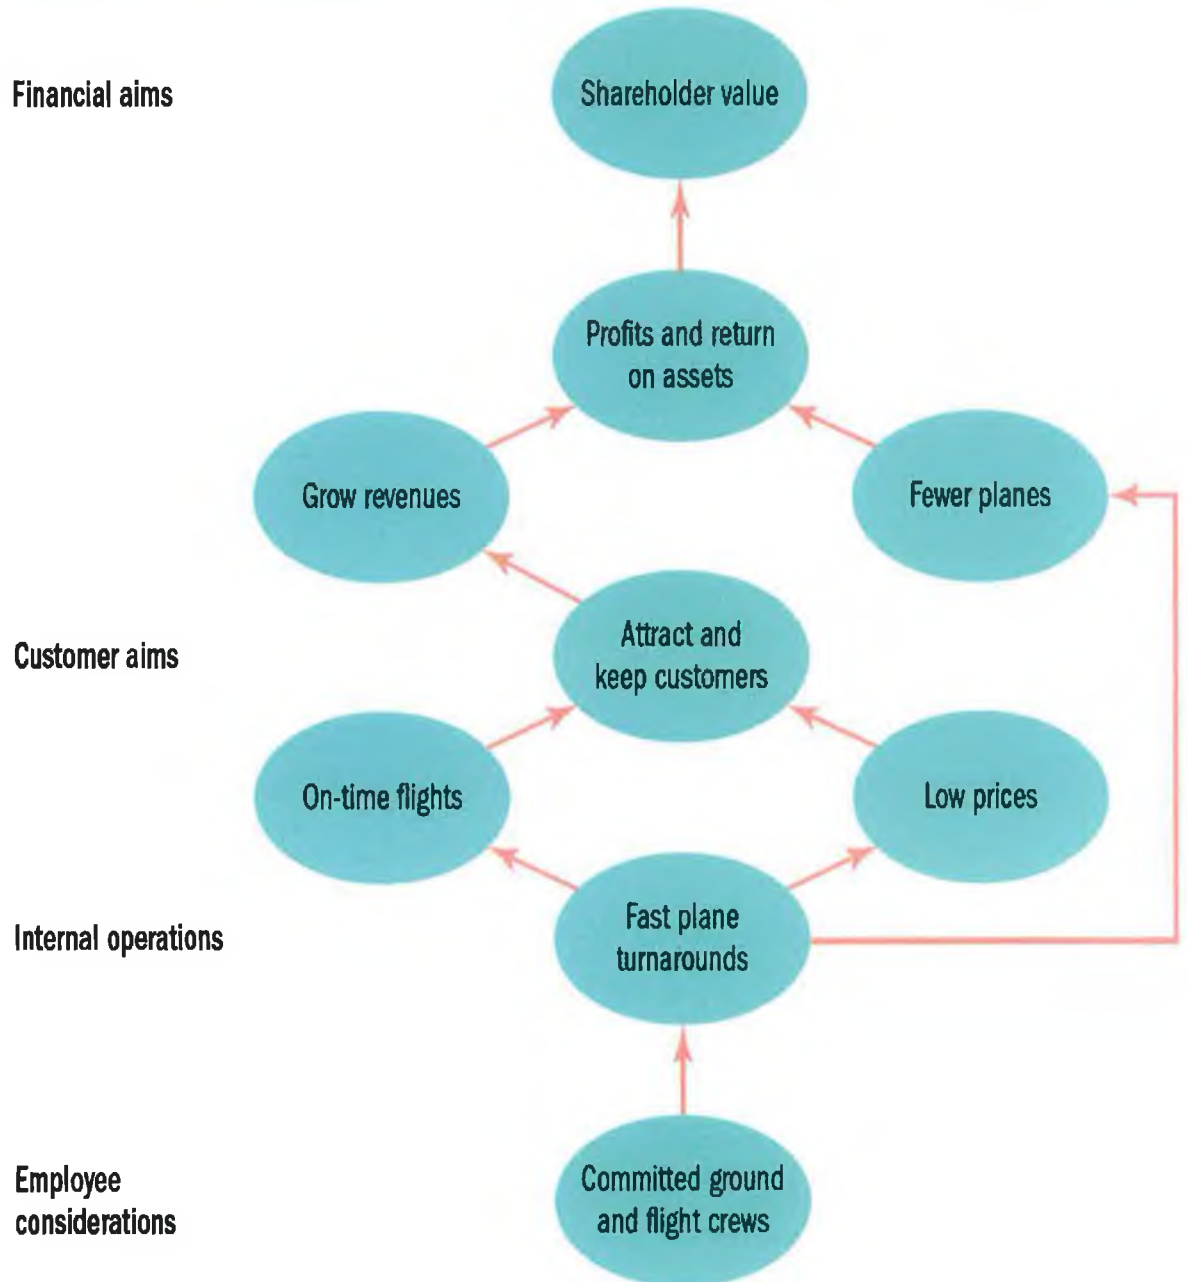 Financial aims
Shareholder value
Profits and return
on assets
Grow revenues
Fewer planes
Customer aims
Attract and
keep customers
On-time flights
Low prices
Internal operations
Fast plane
turnarounds
Employee
considerations
Committed ground
and flight crews